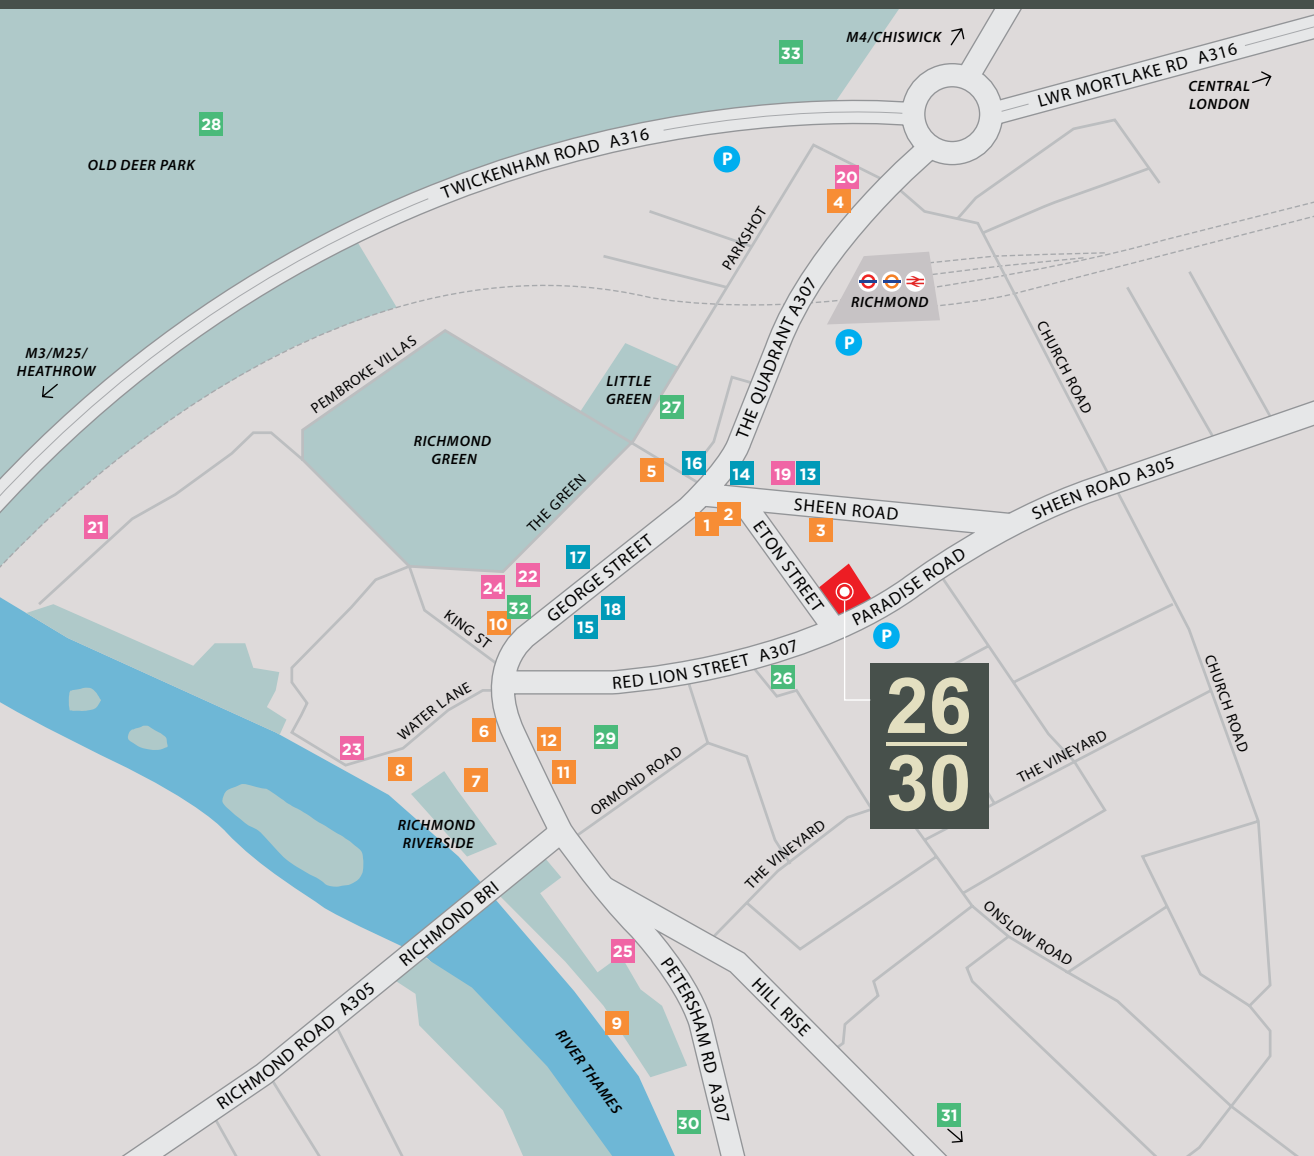 M4/CHISWICK
33
LWR MORTLAKE RD A316
CENTRAL
LONDON
28
OLD DEER PARK
TWICKENHAM ROAD A316
P
20
4
PARKSHOT
RICHMOND
P
THE QUADRANT A307
CHURCH ROAD
M3/M25/
HEATHROW
PEMBROKE VILLAS
LITTLE
GREEN
27
RICHMOND
GREEN
5
16
14
19
13
SHEEN ROAD A305
SHEEN ROAD
THE GREEN
21
1
2
3
ETON STREET
17
GEORGE STREET
22
24
32
10
18
15
KING ST
PARADISE ROAD
P
RED LION STREET A307
26
26
30
WATER LANE
23
6
12
29
8
7
11
ORMOND ROAD
THE VINEYARD
CHURCH ROAD
RICHMOND
RIVERSIDE
THE VINEYARD
RICHMOND BRI
ONSLOW ROAD
25
RICHMOND ROAD A305
9
PETERSHAM RD A307
HILL RISE
RIVER THAMES
30
31